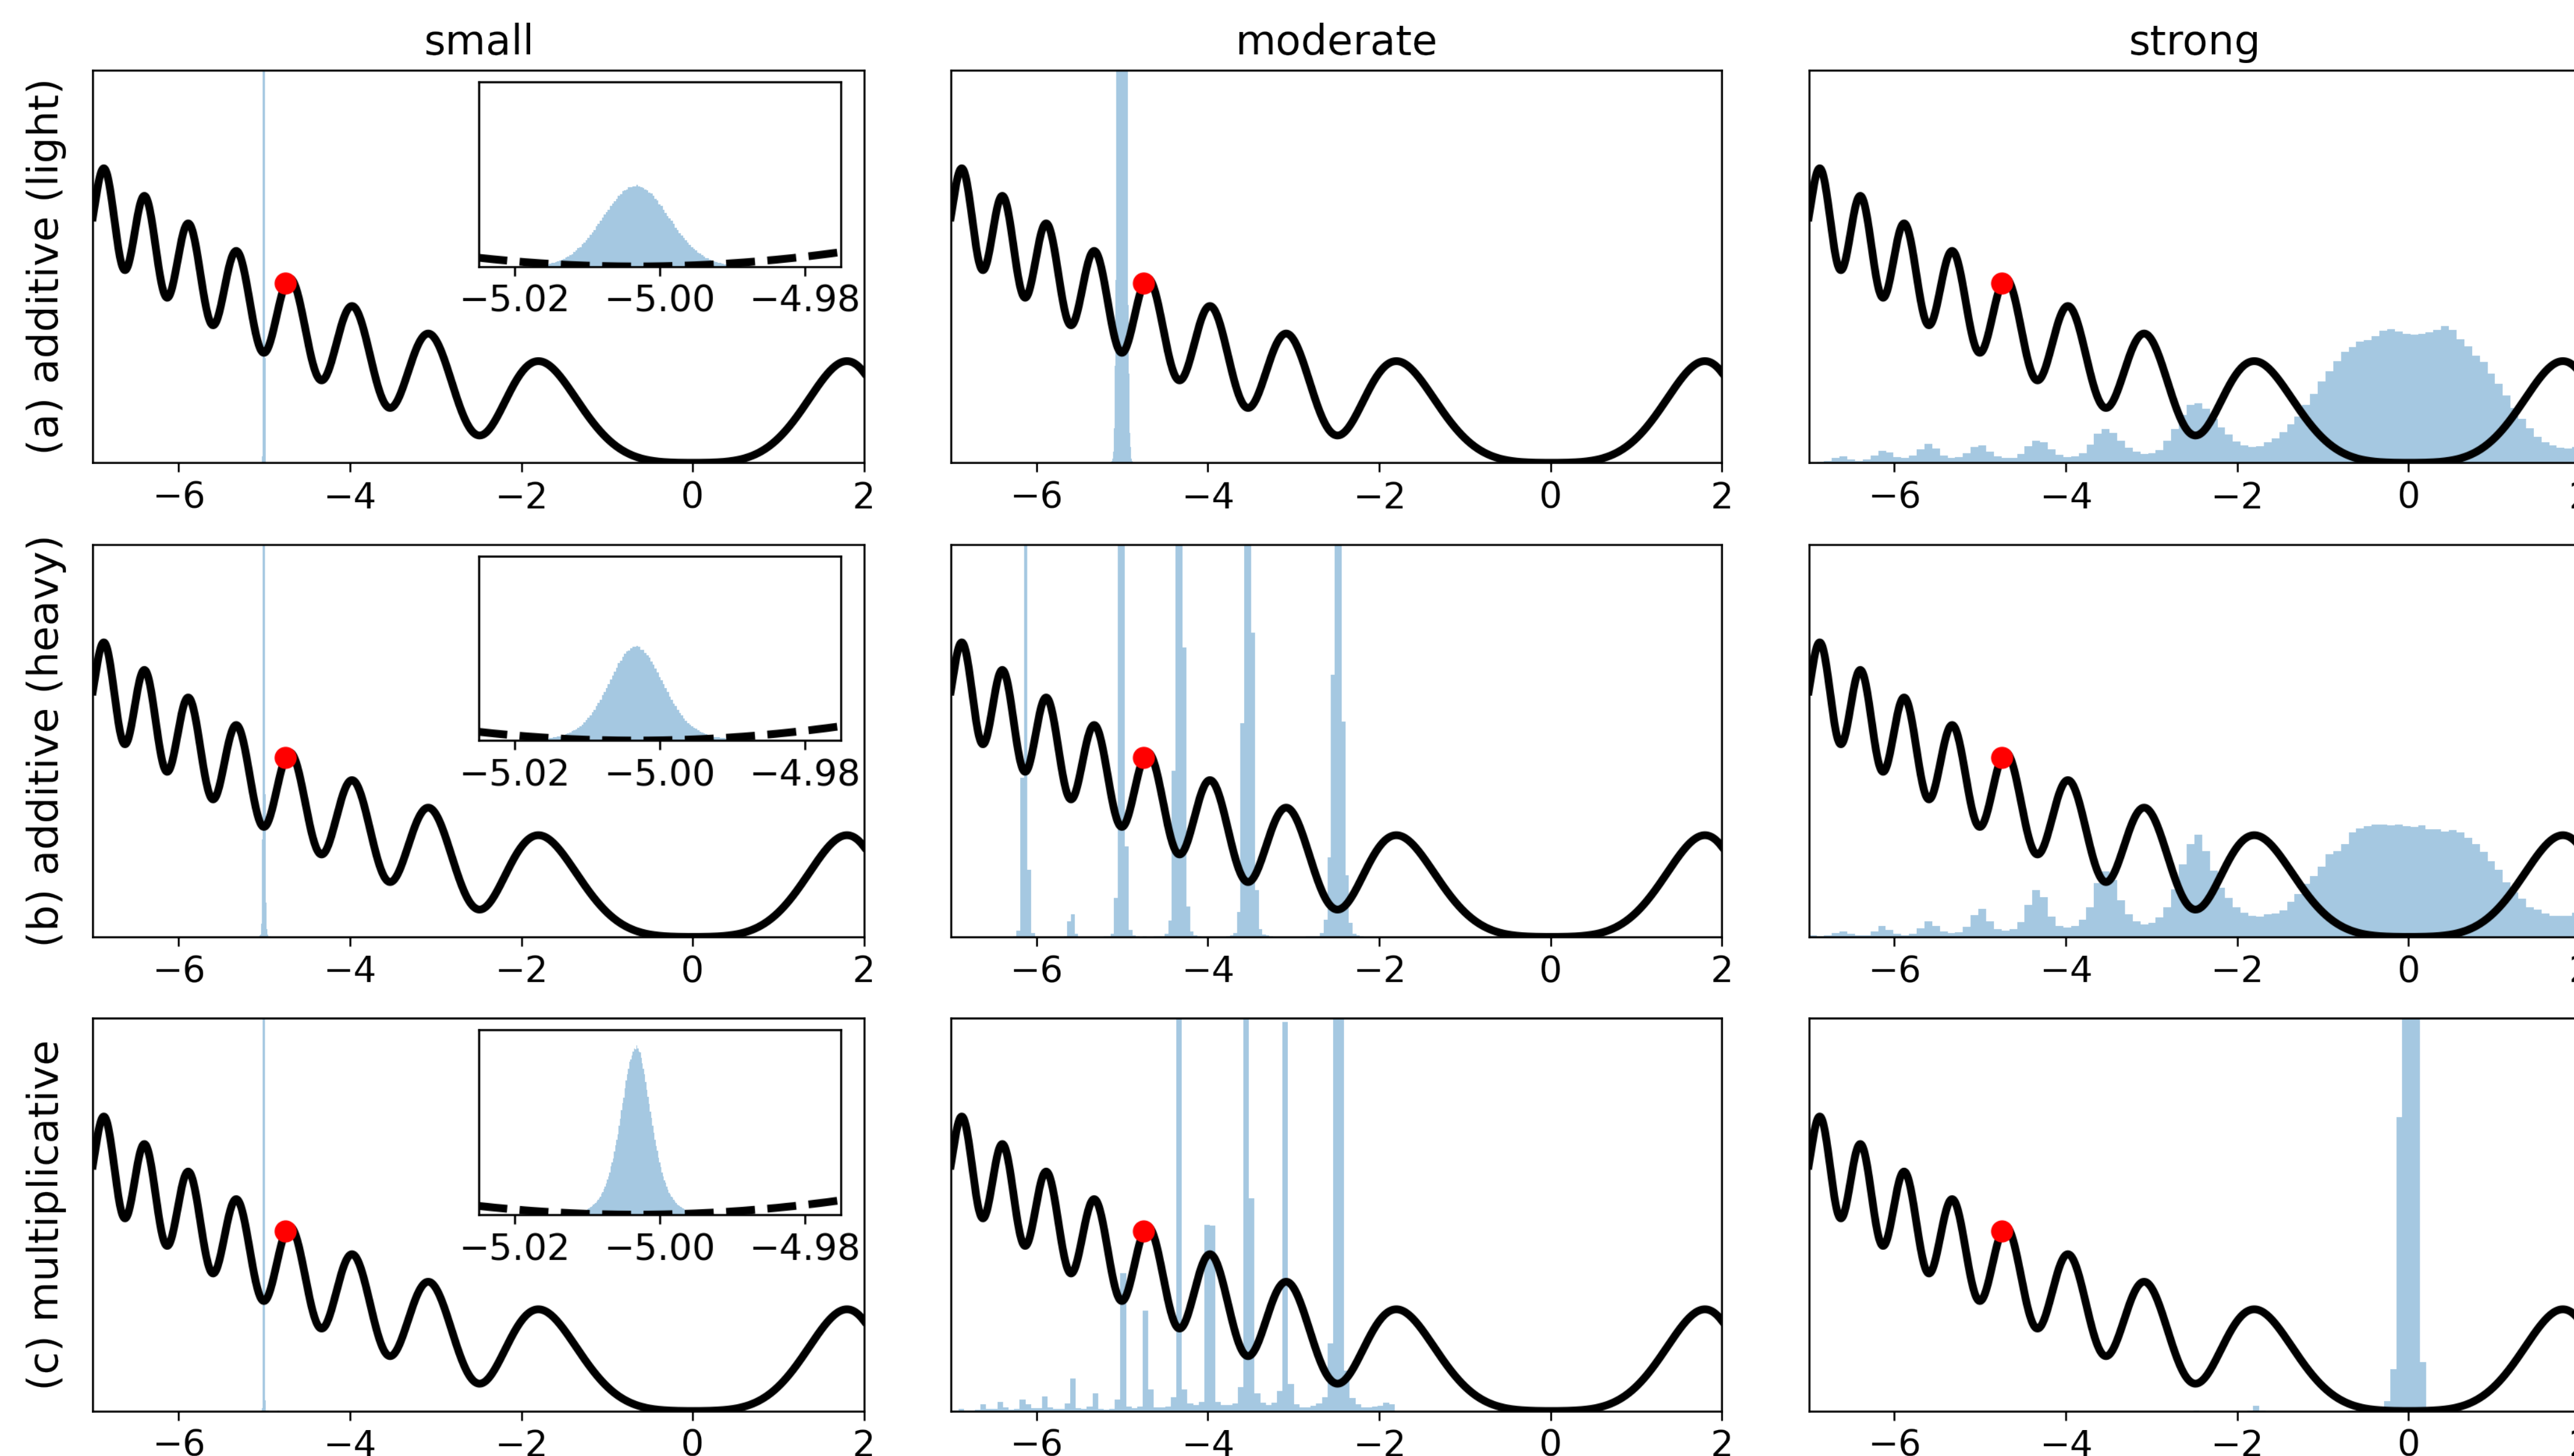 small moderate strong
(a) additive (light)
−5.02 −5.00 −4.98
−6 −4 −2 0 2 −6 −4 −2 0 2 −6 −4 −2 0
(b) additive (heavy)
−5.02 −5.00 −4.98
−6 −4 −2 0 2 −6 −4 −2 0 2 −6 −4 −2 0
(c) multiplicative
−5.02 −5.00 −4.98
−6 −4 −2 0 2 −6 −4 −2 0 2 −6 −4 −2 0